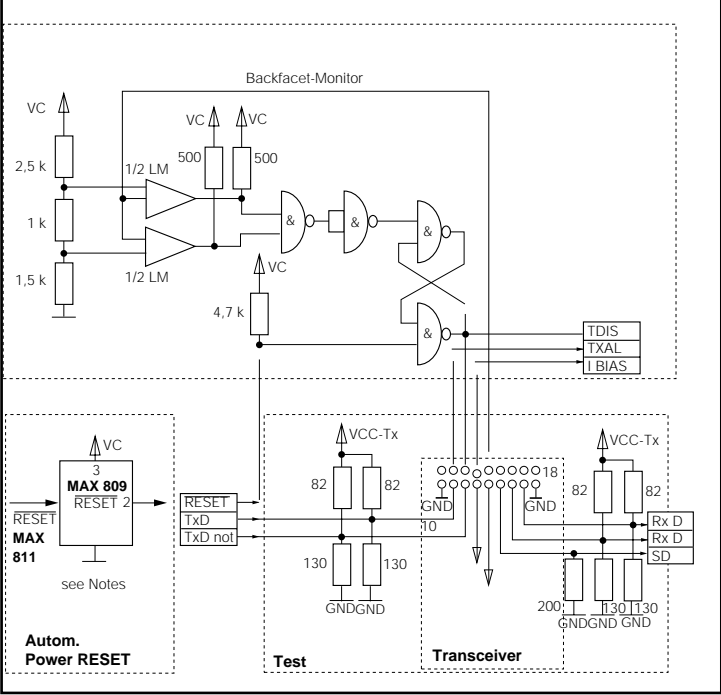 Backfacet-Monitor
VC
VC
VC
2,5 k
1/2 LM
500
500
1 k
&
&
&
1,5 k
1/2 LM
VC
4,7 k
&
TDIS
TXAL
I BIAS
VC
3
MAX 809
RESET 2
RESET
MAX
811
see Notes
Autom.
Power RESET
RESET
TxD
TxD not
VCC-Tx
82
82
130
130
GND
GND
Test
18
GND
GND
10
Transceiver
VCC-Tx
82
82
Rx D
Rx D
SD
200
130
130
GND
GND
GND